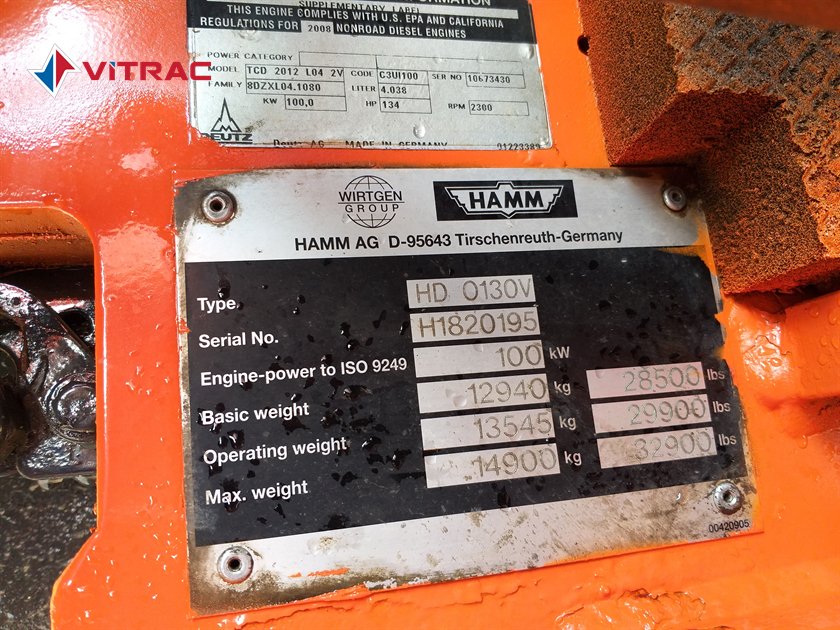 SUPPLEMENTARY LABEL
THIS ENGINE COMPLIES WITH U.S. EPA AND CALIFORNIA
REGULATIONS FOR 2008 NONROAD DIESEL ENGINES
VITRAC
POWER CATEGORY
MODEL TCD 2012 L04 2V CODE C3UI100 SER NO 10673430
FAMILY 8DZXL04.1080 LITER 4.038
KW 100,0 HP 134 RPM 2300
DEUTZ Deutz AG MADE IN GERMANY
WIRTGEN GROUP HAMM
HAMM AG D-95643 Tirschenreuth-Germany
Type HD 0130V
Serial No. H1820195
Engine-power to ISO 9249 100 kW
Basic weight 12940 kg 28500 lbs
Operating weight 13545 kg 29900 lbs
Max. weight 14900 kg 32900 lbs
00420905